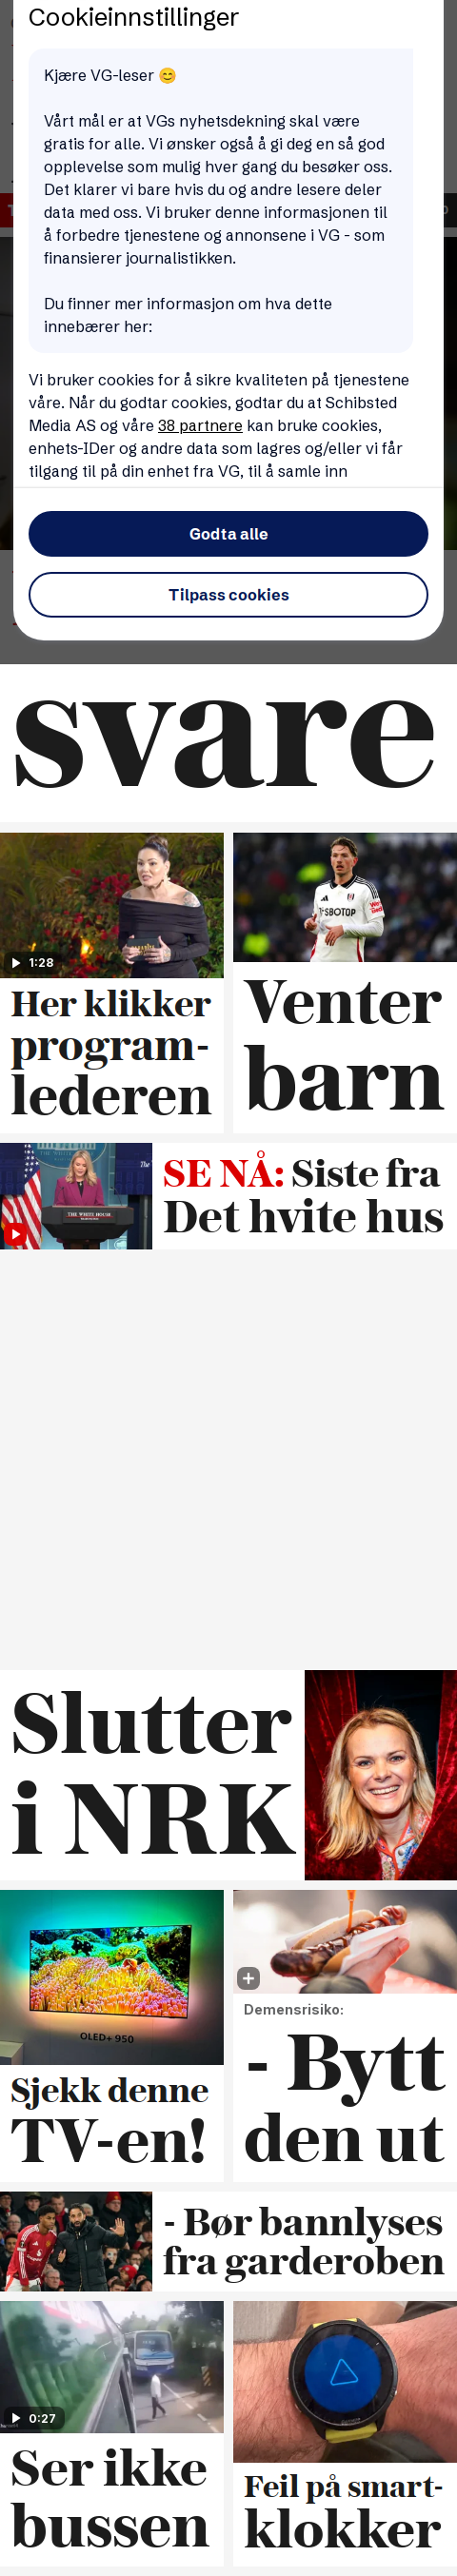 Cookieinnstillinger
Kjære VG-leser 😊
Vårt mål er at VGs nyhetsdekning skal være
gratis for alle. Vi ønsker også å gi deg en så god
opplevelse som mulig hver gang du besøker oss.
Det klarer vi bare hvis du og andre lesere deler
data med oss. Vi bruker denne informasjonen til
å forbedre tjenestene og annonsene i VG - som
finansierer journalistikken.
Du finner mer informasjon om hva dette
innebærer her:
Vi bruker cookies for å sikre kvaliteten på tjenestene
våre. Når du godtar cookies, godtar du at Schibsted
Media AS og våre 38 partnere kan bruke cookies,
enhets-IDer og andre data som lagres og/eller vi får
tilgang til på din enhet fra VG, til å samle inn
Godta alle
Tilpass cookies
svare
1:28
Her klikker
program-
lederen
SBOTOP
Venter
barn
The
THE WHITE HOUSE
SE NÅ: Siste fra
Det hvite hus
Slutter
i NRK
OLED+ 950
Sjekk denne
TV-en!
Demensrisiko:
- Bytt
den ut
- Bør bannlyses
fra garderoben
0:27
Ser ikke
bussen
Feil på smart-
klokker